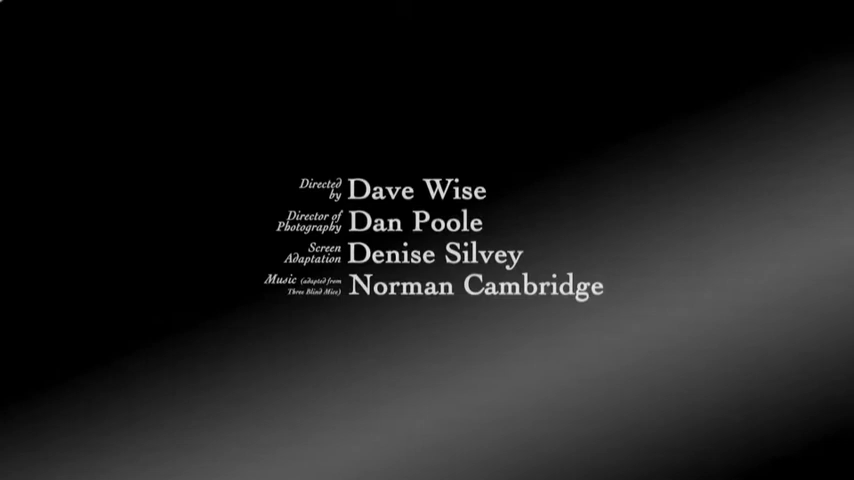 Directed by Dave Wise
Director of Photography Dan Poole
Screen Adaptation Denise Silvey
Music (adapted from Three Blind Mice) Norman Cambridge